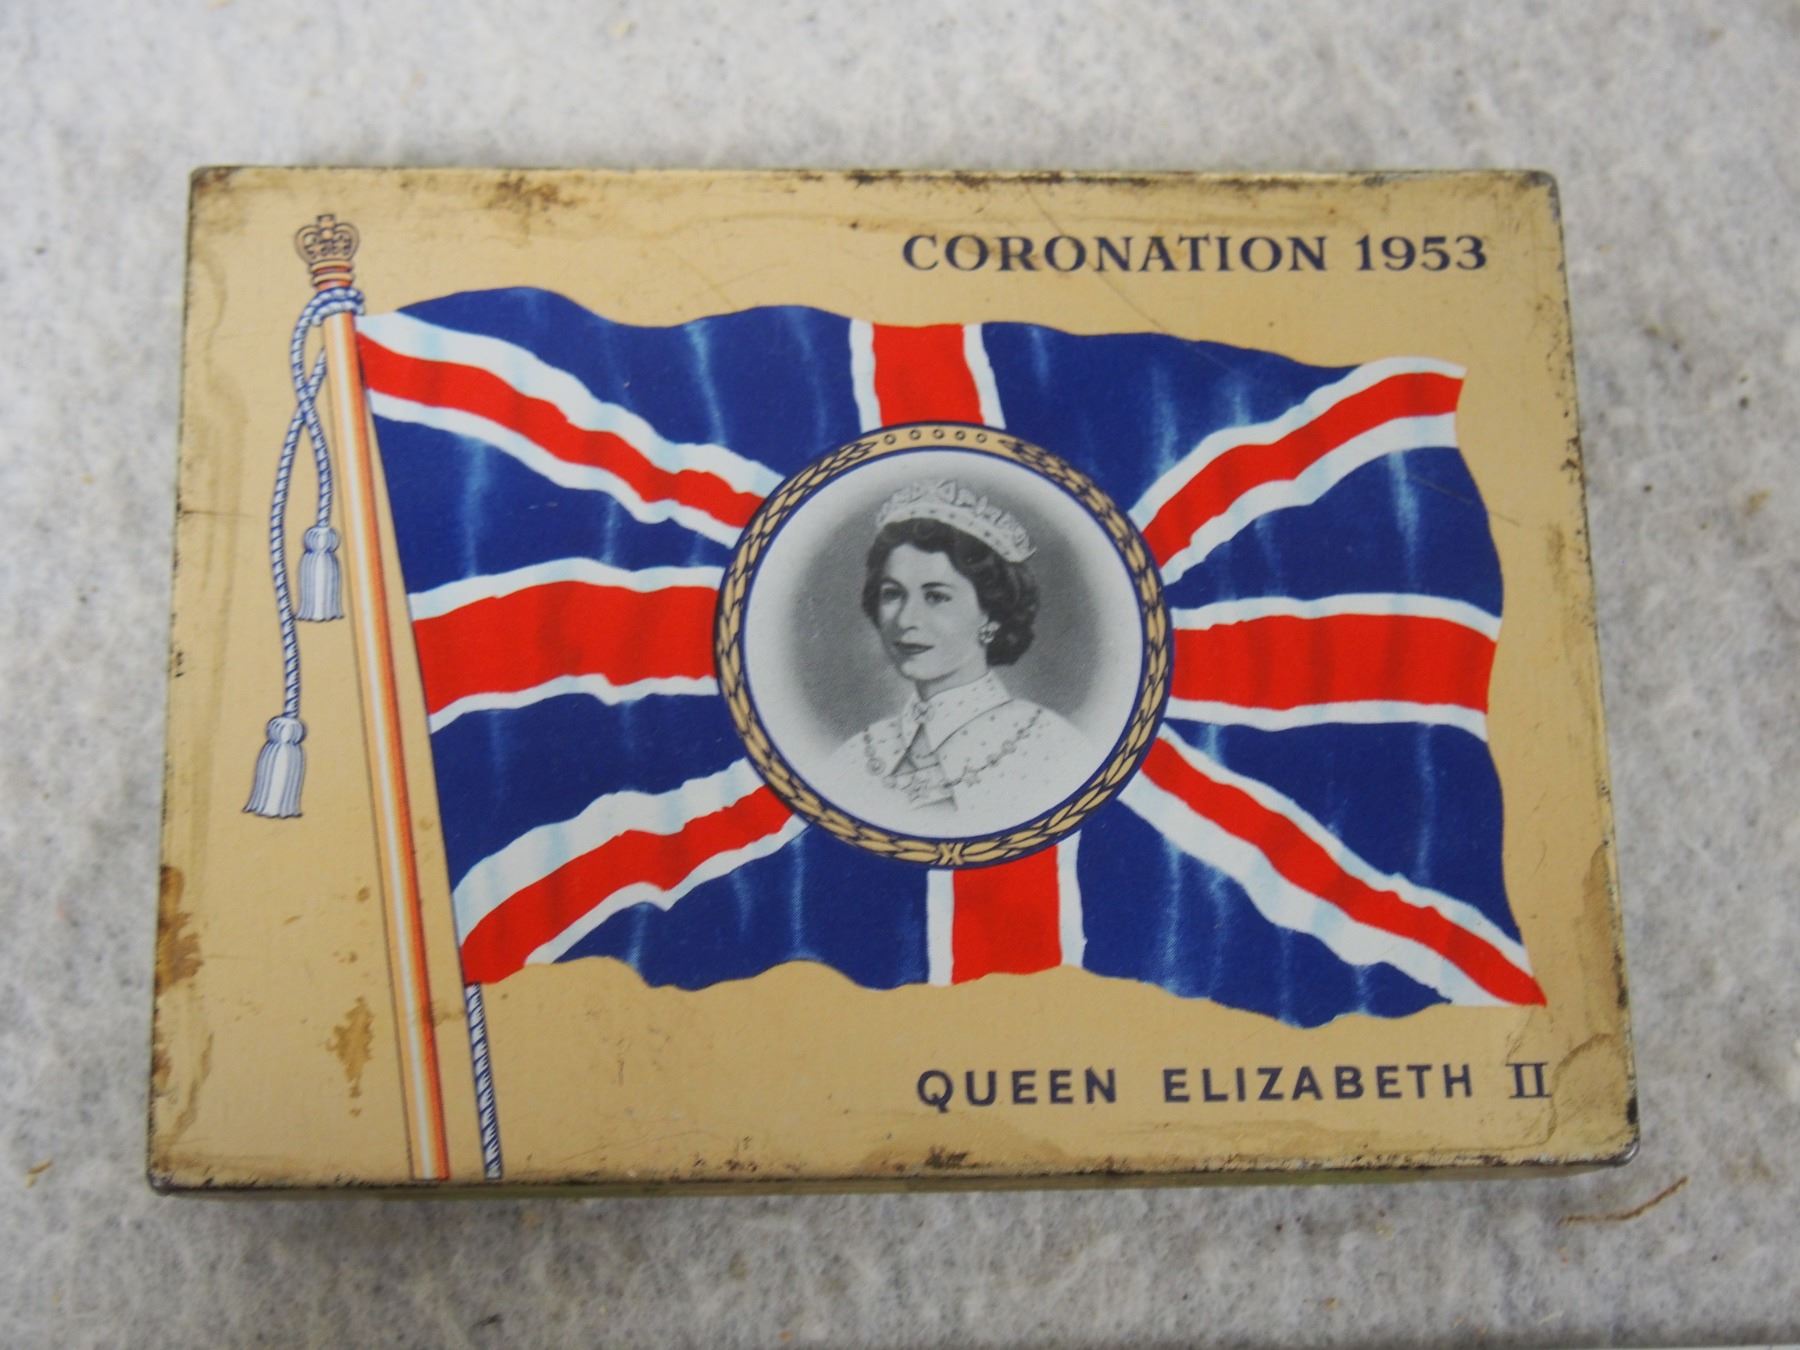 CORONATION 1953
QUEEN ELIZABETH II